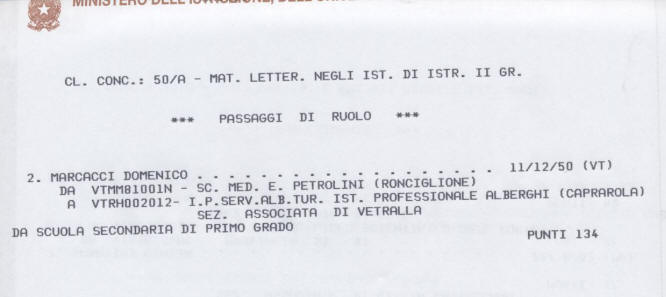 MINISTERO DELL'ISTRUZIONE, DELL'UNIV
CL. CONC.: 50/A - MAT. LETTER. NEGLI IST. DI ISTR. II GR.
*** PASSAGGI DI RUOLO ***
2. MARCACCI DOMENICO . . . . . . . . . . . . . . . . . . . 11/12/50 (VT)
DA VTMM81001N - SC. MED. E. PETROLINI (RONCIGLIONE)
A VTRH002012- I.P.SERV.ALB.TUR. IST. PROFESSIONALE ALBERGHI (CAPRAROLA)
SEZ. ASSOCIATA DI VETRALLA
DA SCUOLA SECONDARIA DI PRIMO GRADO
PUNTI 134